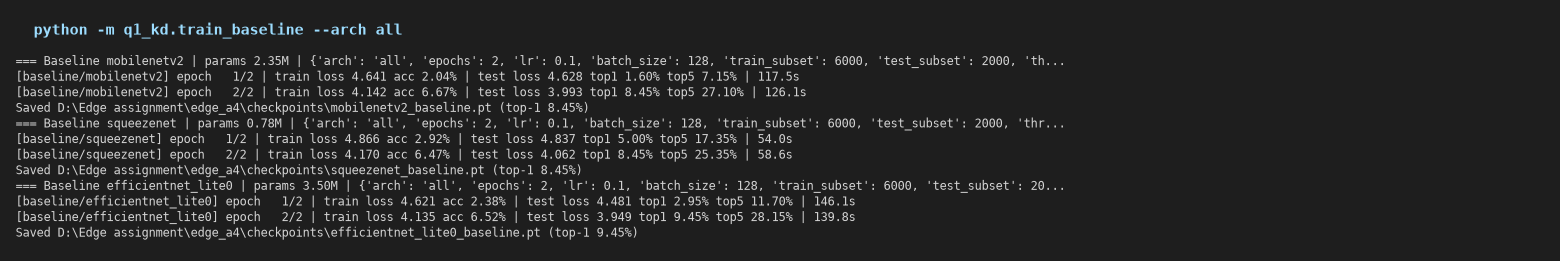 python -m q1_kd.train_baseline --arch all
=== Baseline mobilenetv2 | params 2.35M | {'arch': 'all', 'epochs': 2, 'lr': 0.1, 'batch_size': 128, 'train_subset': 6000, 'test_subset': 2000, 'th...
[baseline/mobilenetv2] epoch   1/2 | train loss 4.641 acc 2.04% | test loss 4.628 top1 1.60% top5 7.15% | 117.5s
[baseline/mobilenetv2] epoch   2/2 | train loss 4.142 acc 6.67% | test loss 3.993 top1 8.45% top5 27.10% | 126.1s
Saved D:\Edge assignment\edge_a4\checkpoints\mobilenetv2_baseline.pt (top-1 8.45%)
=== Baseline squeezenet | params 0.78M | {'arch': 'all', 'epochs': 2, 'lr': 0.1, 'batch_size': 128, 'train_subset': 6000, 'test_subset': 2000, 'thr...
[baseline/squeezenet] epoch   1/2 | train loss 4.866 acc 2.92% | test loss 4.837 top1 5.00% top5 17.35% | 54.0s
[baseline/squeezenet] epoch   2/2 | train loss 4.170 acc 6.47% | test loss 4.062 top1 8.45% top5 25.35% | 58.6s
Saved D:\Edge assignment\edge_a4\checkpoints\squeezenet_baseline.pt (top-1 8.45%)
=== Baseline efficientnet_lite0 | params 3.50M | {'arch': 'all', 'epochs': 2, 'lr': 0.1, 'batch_size': 128, 'train_subset': 6000, 'test_subset': 20...
[baseline/efficientnet_lite0] epoch   1/2 | train loss 4.621 acc 2.38% | test loss 4.481 top1 2.95% top5 11.70% | 146.1s
[baseline/efficientnet_lite0] epoch   2/2 | train loss 4.135 acc 6.52% | test loss 3.949 top1 9.45% top5 28.15% | 139.8s
Saved D:\Edge assignment\edge_a4\checkpoints\efficientnet_lite0_baseline.pt (top-1 9.45%)